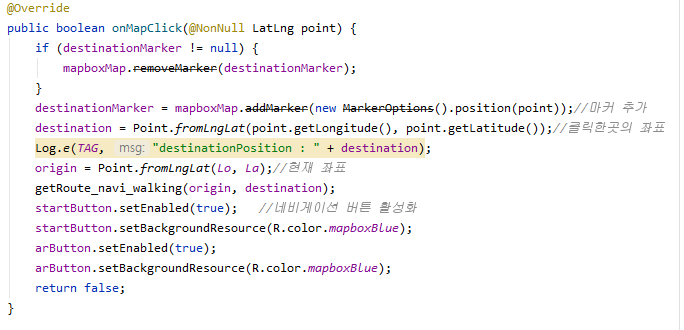 @Override
public boolean onMapClick(@NonNull LatLng point) {
    if (destinationMarker != null) {
        mapboxMap.removeMarker(destinationMarker);
    }
    destinationMarker = mapboxMap.addMarker(new MarkerOptions().position(point));//마커 추가
    destination = Point.fromLngLat(point.getLongitude(), point.getLatitude());//클릭한곳의 좌표
    Log.e(TAG, msg: "destinationPosition : " + destination);
    origin = Point.fromLngLat(Lo, La);//현재 좌표
    getRoute_navi_walking(origin, destination);
    startButton.setEnabled(true);   //네비게이션 버튼 활성화
    startButton.setBackgroundResource(R.color.mapboxBlue);
    arButton.setEnabled(true);
    arButton.setBackgroundResource(R.color.mapboxBlue);
    return false;
}